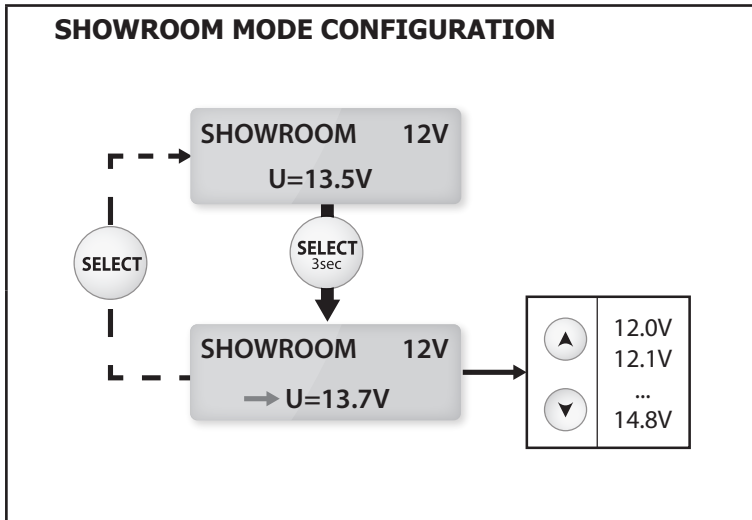 SHOWROOM MODE CONFIGURATION
SHOWROOM 12V
U=13.5V
SELECT
SELECT
3sec
SHOWROOM 12V
U=13.7V
12.0V
12.1V
...
14.8V